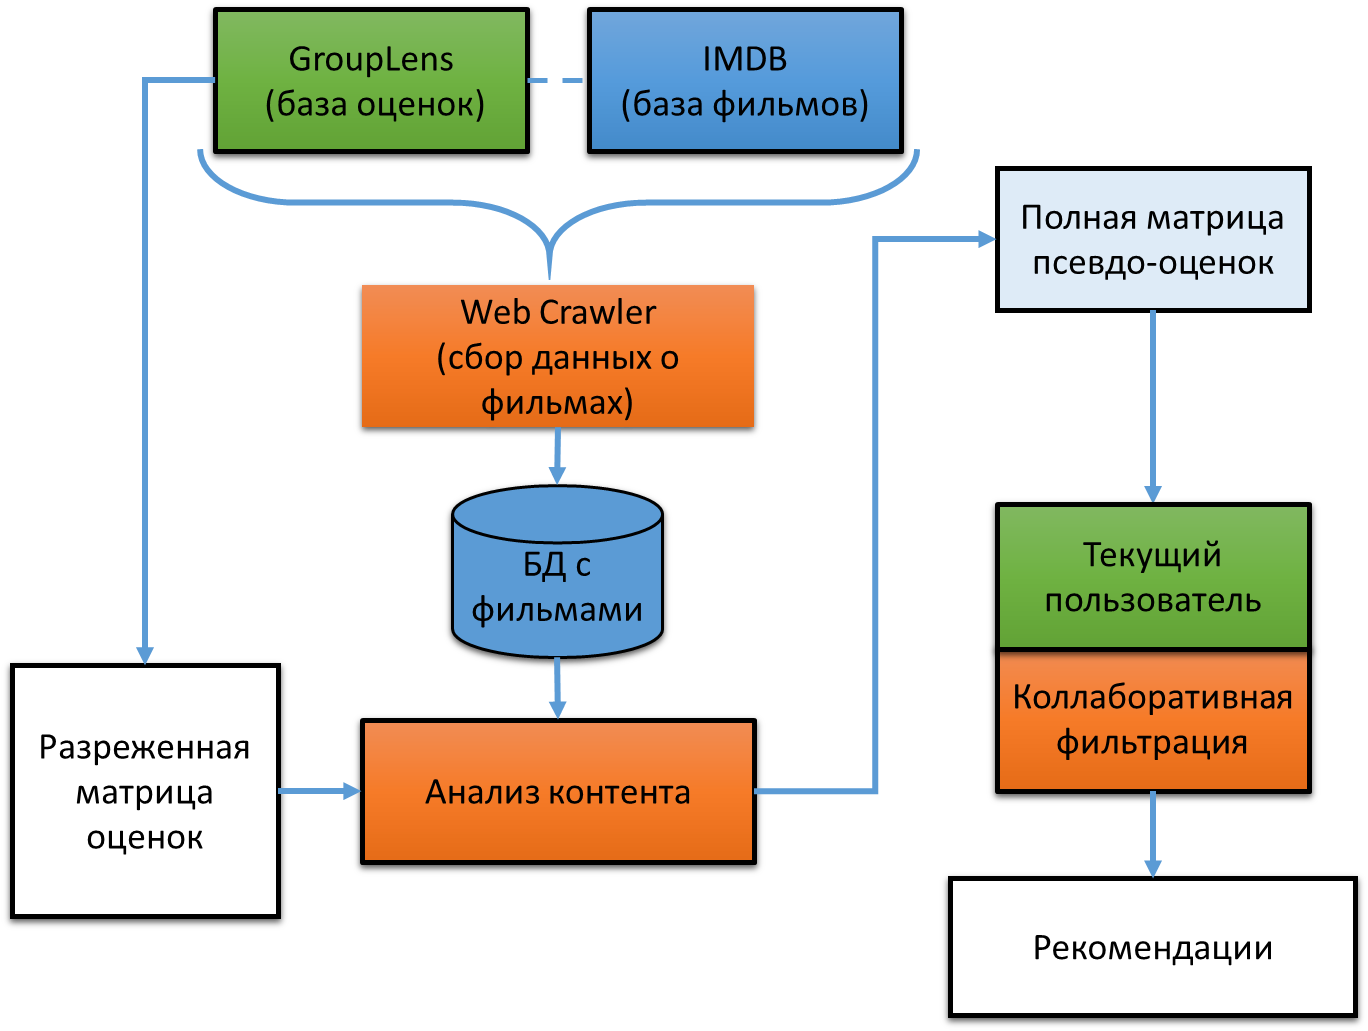 GroupLens
(база оценок)
IMDB
(база фильмов)
Полная матрица
псевдо-оценок
Web Crawler
(сбор данных о
фильмах)
БД с
фильмами
Текущий
пользователь
Коллаборативная
фильтрация
Разреженная
матрица
оценок
Анализ контента
Рекомендации